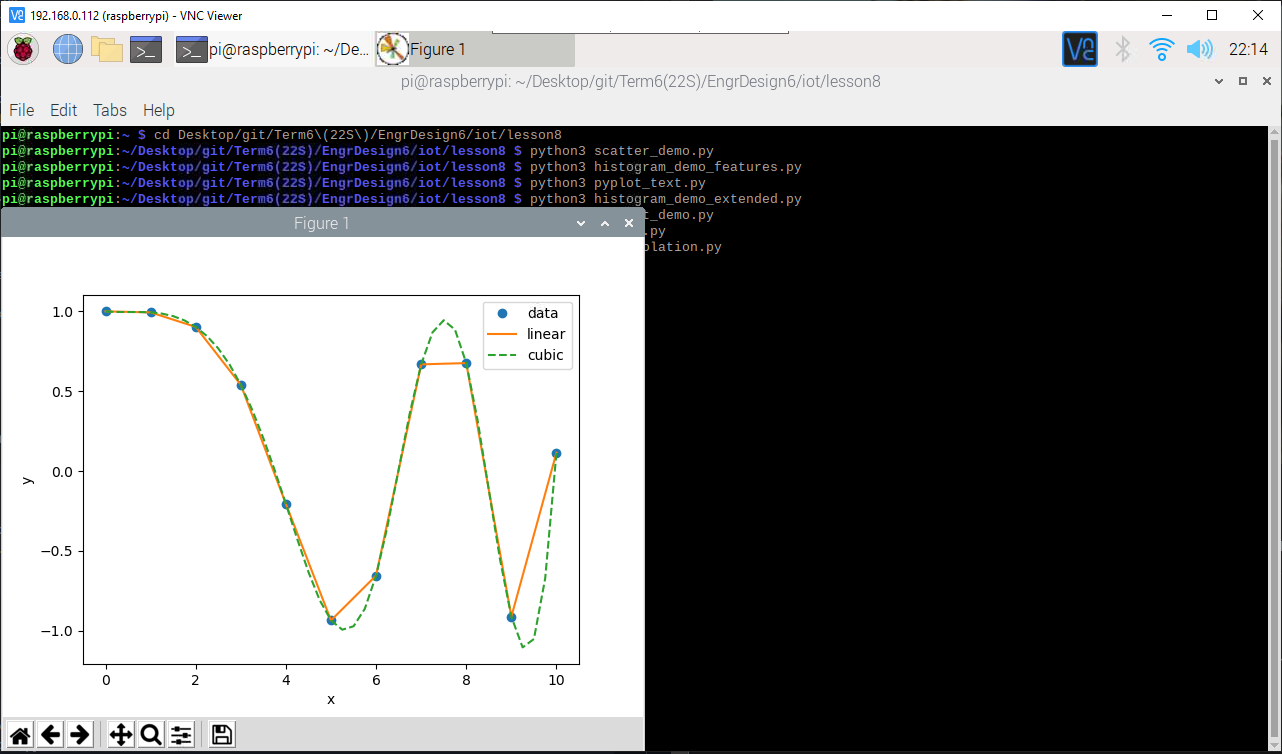 192.168.0.112 (raspberrypi) - VNC Viewer
pi@raspberrypi: ~/De... Figure 1 22:14
pi@raspberrypi: ~/Desktop/git/Term6(22S)/EngrDesign6/iot/lesson8
File Edit Tabs Help
pi@raspberrypi:~ $ cd Desktop/git/Term6\(22S\)/EngrDesign6/iot/lesson8
pi@raspberrypi:~/Desktop/git/Term6(22S)/EngrDesign6/iot/lesson8 $ python3 scatter_demo.py
pi@raspberrypi:~/Desktop/git/Term6(22S)/EngrDesign6/iot/lesson8 $ python3 histogram_demo_features.py
pi@raspberrypi:~/Desktop/git/Term6(22S)/EngrDesign6/iot/lesson8 $ python3 pyplot_text.py
pi@raspberrypi:~/Desktop/git/Term6(22S)/EngrDesign6/iot/lesson8 $ python3 histogram_demo_extended.py
t_demo.py
.py
olation.py
Figure 1
data
linear
cubic
1.0
0.5
0.0
−0.5
−1.0
y
0 2 4 6 8 10
x